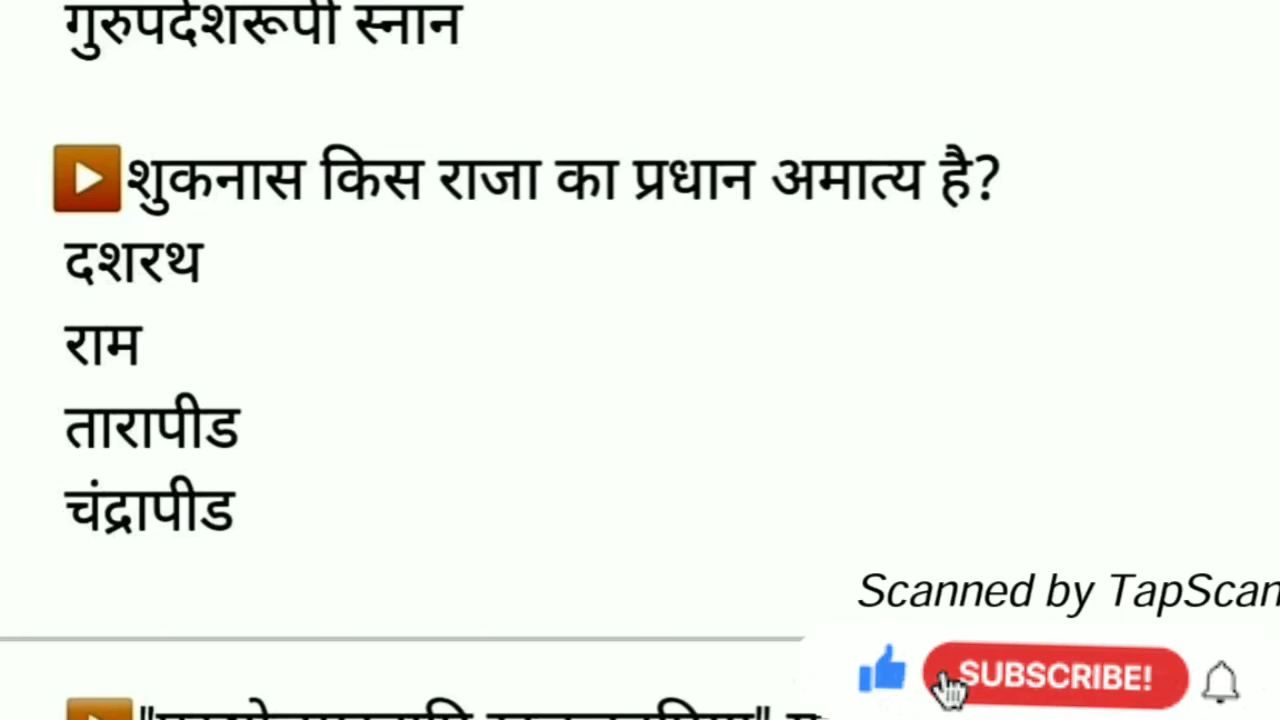 गुरुपदेशरूपी स्नान
शुकनास किस राजा का प्रधान अमात्य है?
दशरथ
राम
तारापीड
चंद्रापीड
Scanned by TapScan
SUBSCRIBE!